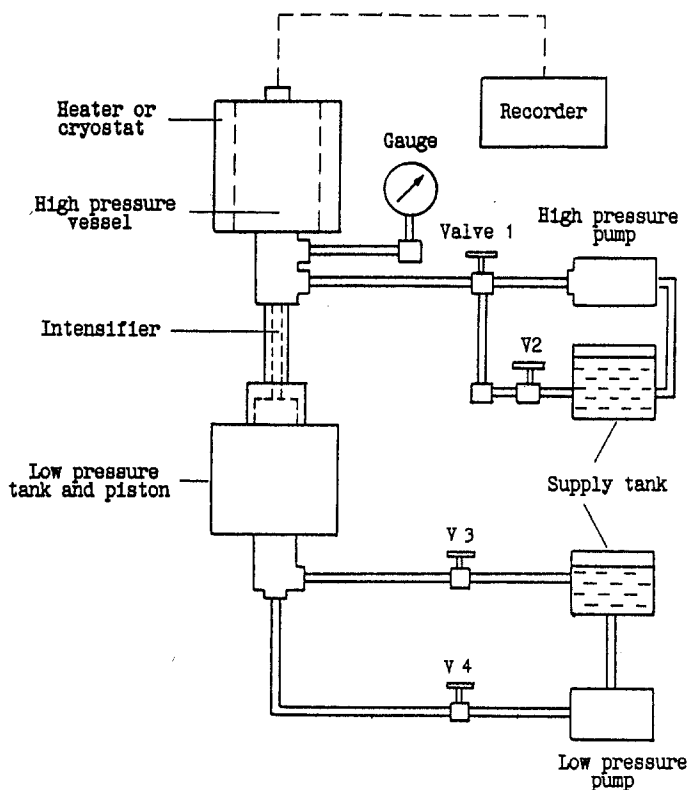 Heater or
cryostat
Recorder
Gauge
High pressure
vessel
Valve 1
High pressure
pump
Intensifier
V2
Low pressure
tank and piston
Supply tank
V 3
V 4
Low pressure
pump